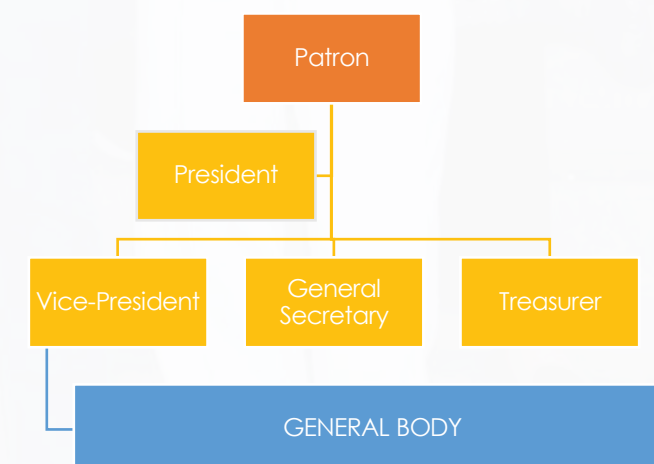 Patron
President
Vice-President
General
Secretary
Treasurer
GENERAL BODY